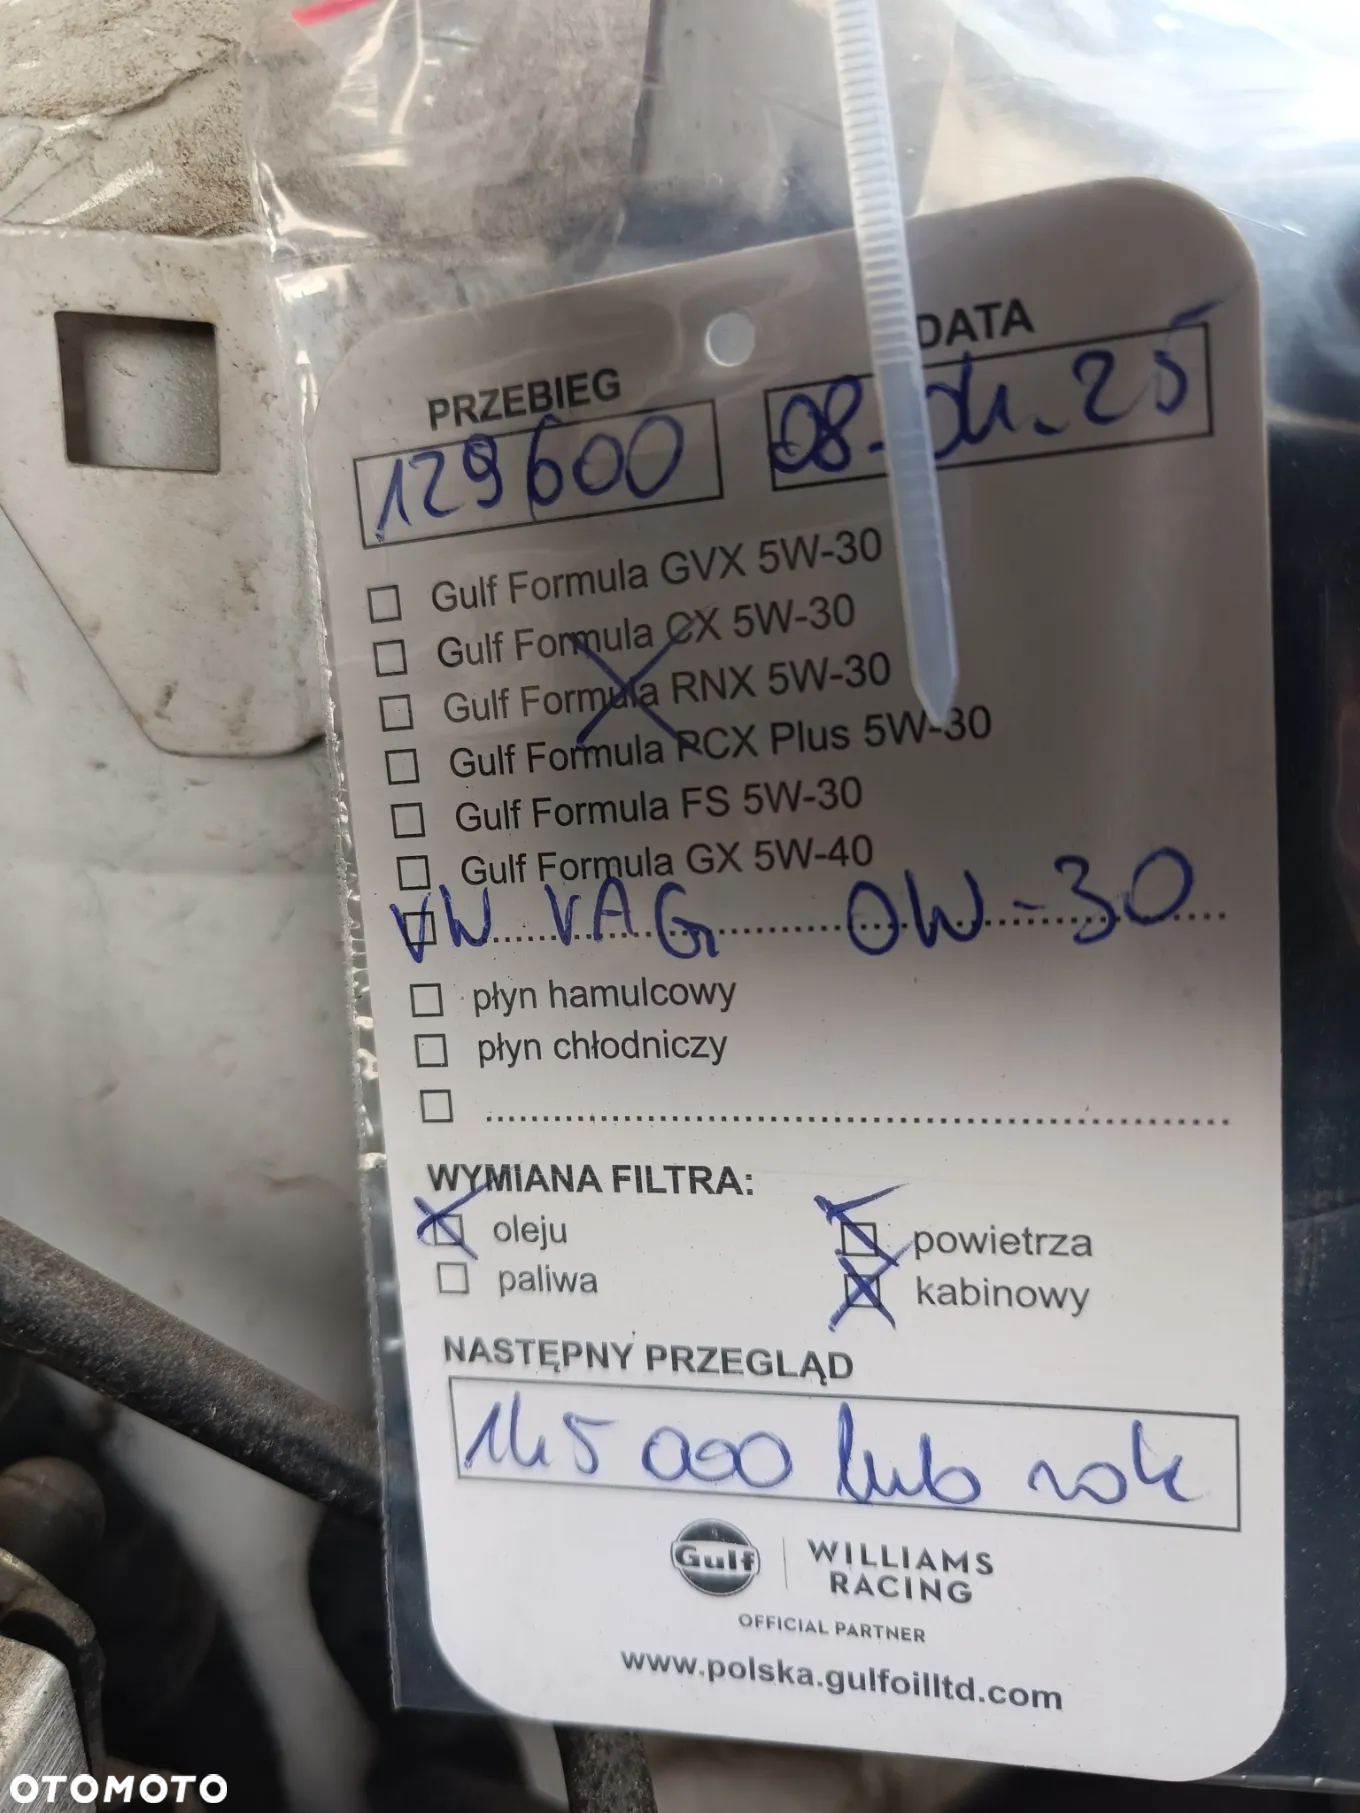 PRZEBIEG
DATA
129600
08.04.25
Gulf Formula GVX 5W-30
Gulf Formula CX 5W-30
Gulf Formula RNX 5W-30
Gulf Formula RCX Plus 5W-30
Gulf Formula FS 5W-30
Gulf Formula GX 5W-40
VW VAG 0W-30
płyn hamulcowy
płyn chłodniczy
WYMIANA FILTRA:
oleju
powietrza
paliwa
kabinowy
NASTĘPNY PRZEGLĄD
145 000 lub rok
Gulf
WILLIAMS
RACING
OFFICIAL PARTNER
www.polska.gulfoilltd.com
OTOMOTO